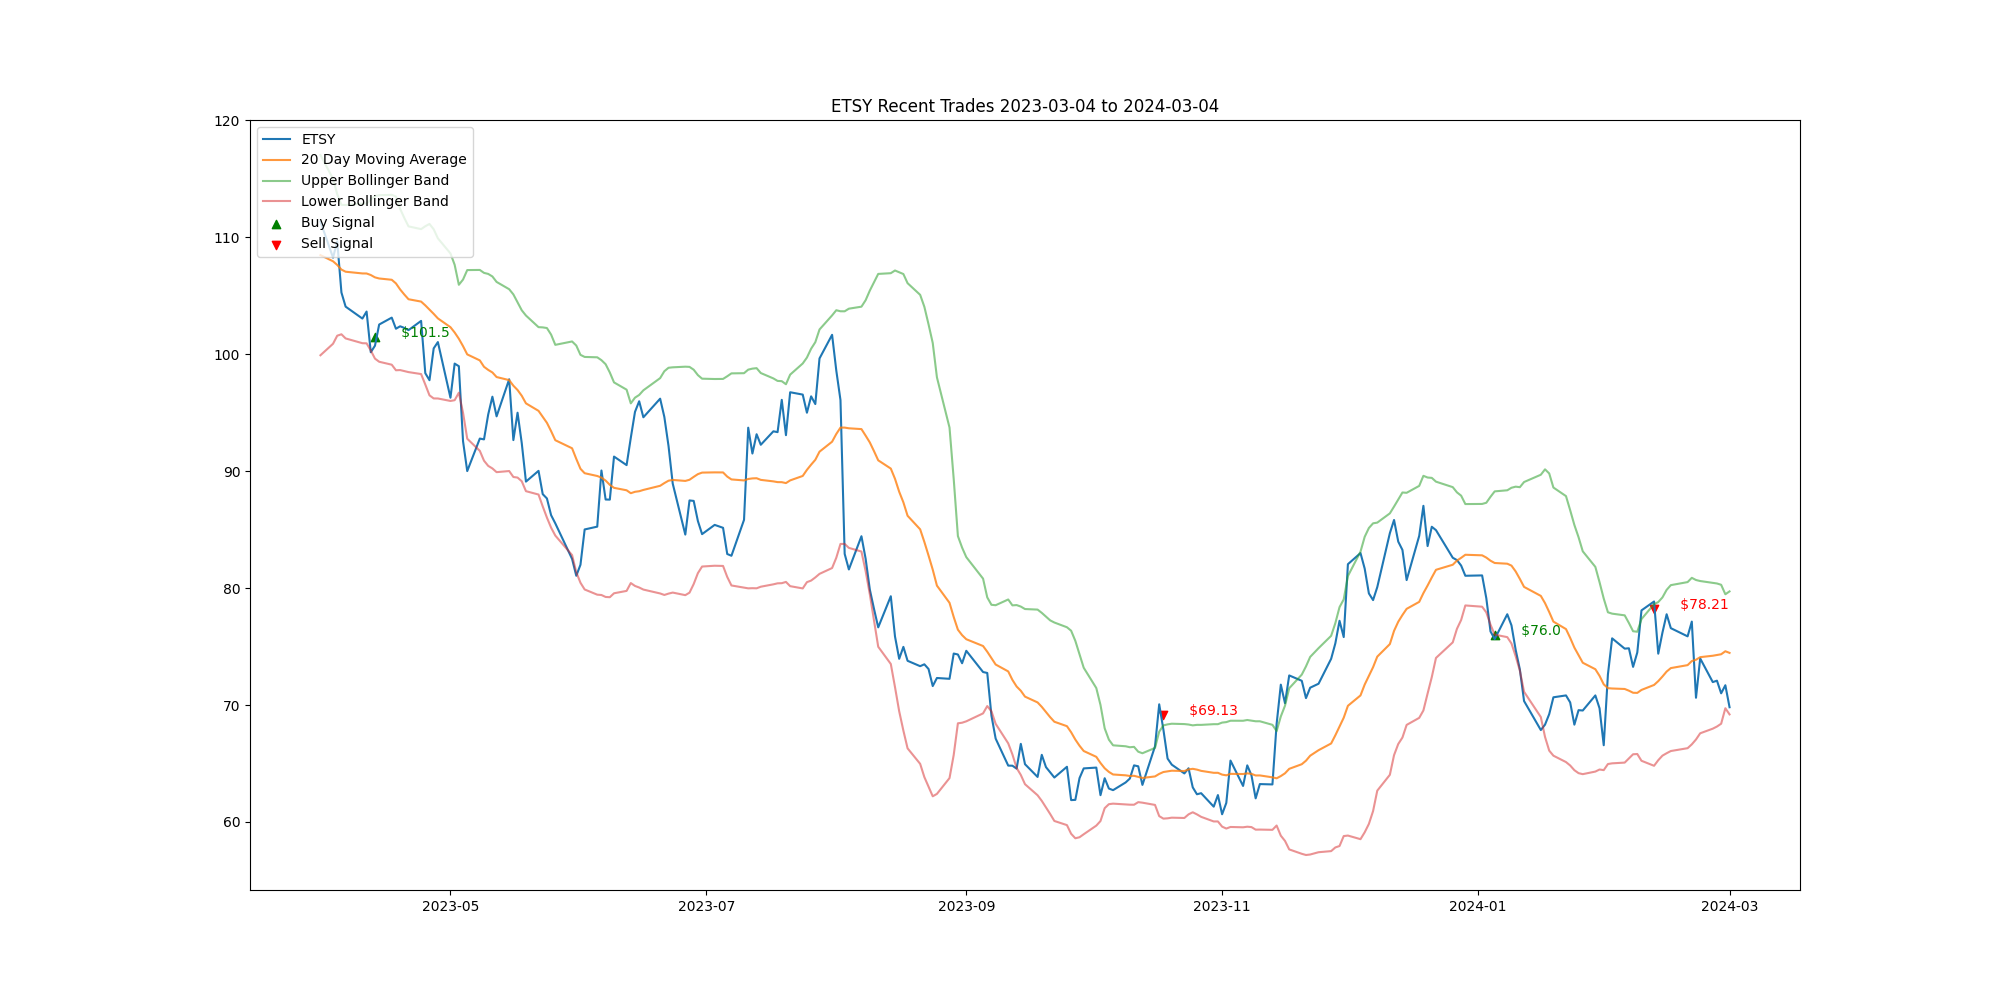 ETSY Recent Trades 2023-03-04 to 2024-03-04
120
110
100
90
80
70
60
ETSY
20 Day Moving Average
Upper Bollinger Band
Lower Bollinger Band
Buy Signal
Sell Signal
$101.5
$69.13
$76.0
$78.21
2023-05
2023-07
2023-09
2023-11
2024-01
2024-03